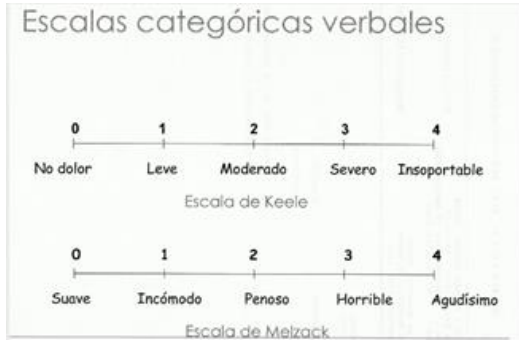 Escalas categóricas verbales
0 1 2 3 4
No dolor Leve Moderado Severo Insoportable
Escala de Keele
0 1 2 3 4
Suave Incómodo Penoso Horrible Agudísimo
Escala de Melzack